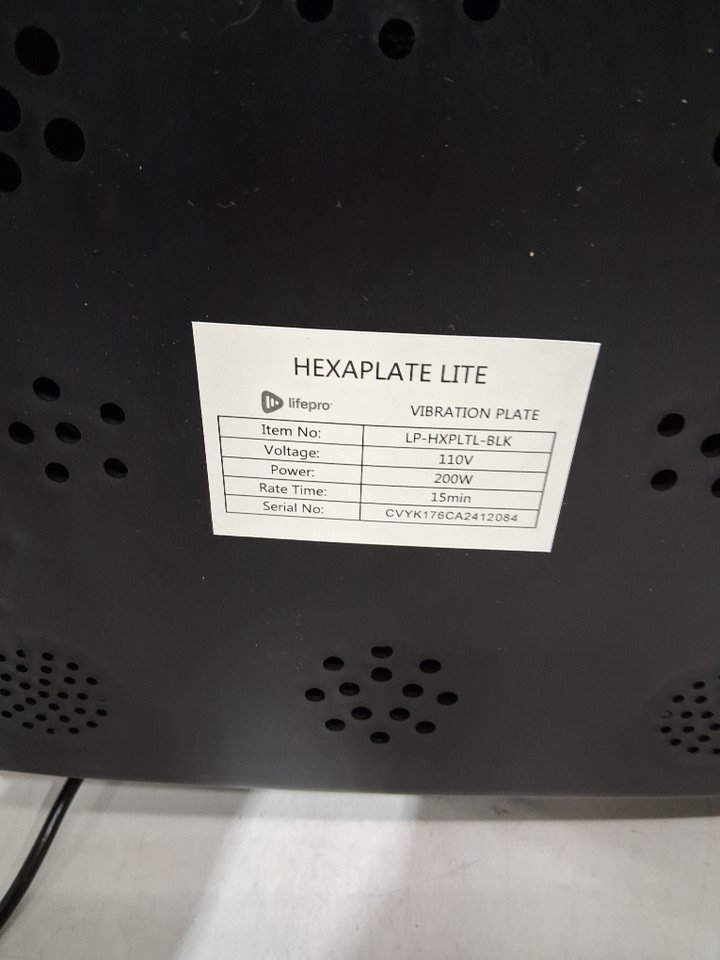 HEXAPLATE LITE
lifepro VIBRATION PLATE
Item No: LP-HXPLTL-BLK
Voltage: 110V
Power: 200W
Rate Time: 15min
Serial No: CVYK176CA2412084